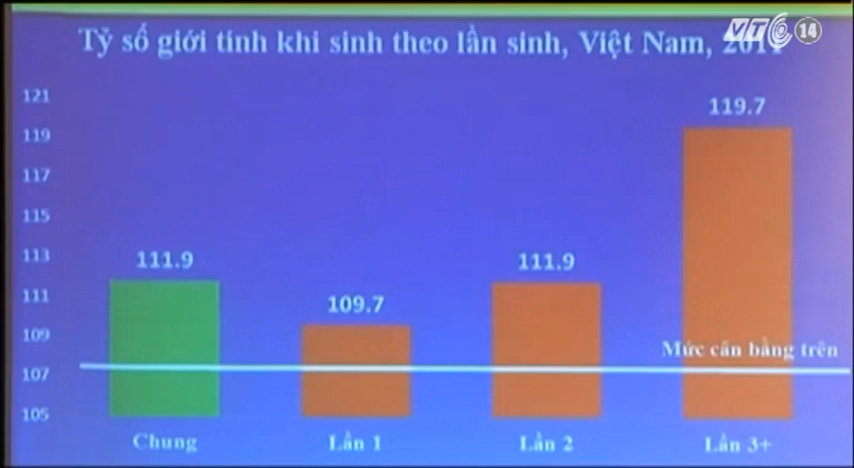 Tỷ số giới tính khi sinh theo lần sinh, Việt Nam,
VTC 14
121
119
117
115
113
111
109
107
105
111.9
109.7
111.9
119.7
Mức cân bằng trên
Chung
Lần 1
Lần 2
Lần 3+